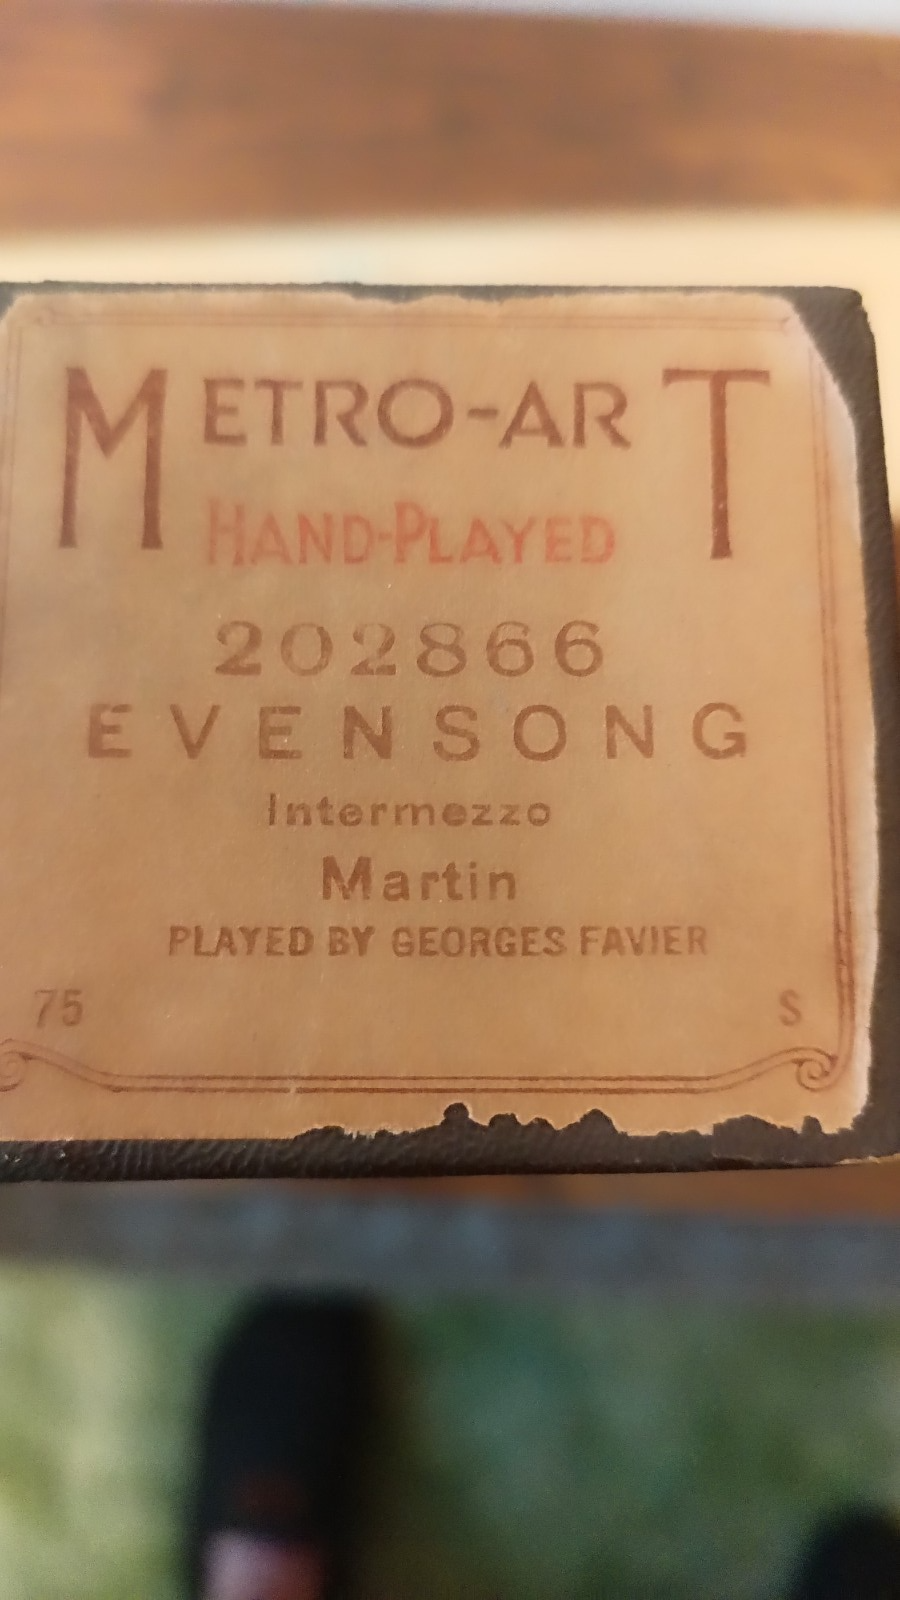 METRO-ART
HAND-PLAYED
202866
EVENSONG
Intermezzo
Martin
PLAYED BY GEORGES FAVIER
75 S